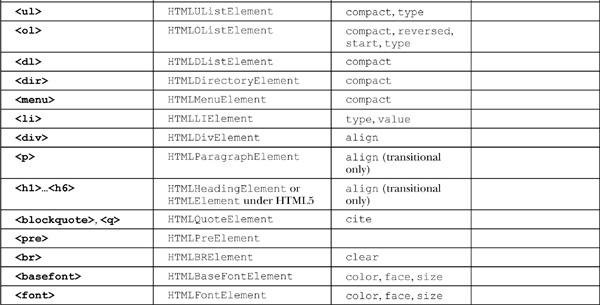 <ul> HTMLUListElement compact, type
<ol> HTMLOListElement compact, reversed,
start, type
<dl> HTMLDListElement compact
<dir> HTMLDirectoryElement compact
<menu> HTMLMenuElement compact
<li> HTMLLIElement type, value
<div> HTMLDivElement align
<p> HTMLParagraphElement align (transitional
only)
<h1>…<h6> HTMLHeadingElement or align (transitional
HTMLElement under HTML5 only)
<blockquote>, <q> HTMLQuoteElement cite
<pre> HTMLPreElement
<br> HTMLBRElement clear
<basefont> HTMLBaseFontElement color, face, size
<font> HTMLFontElement color, face, size